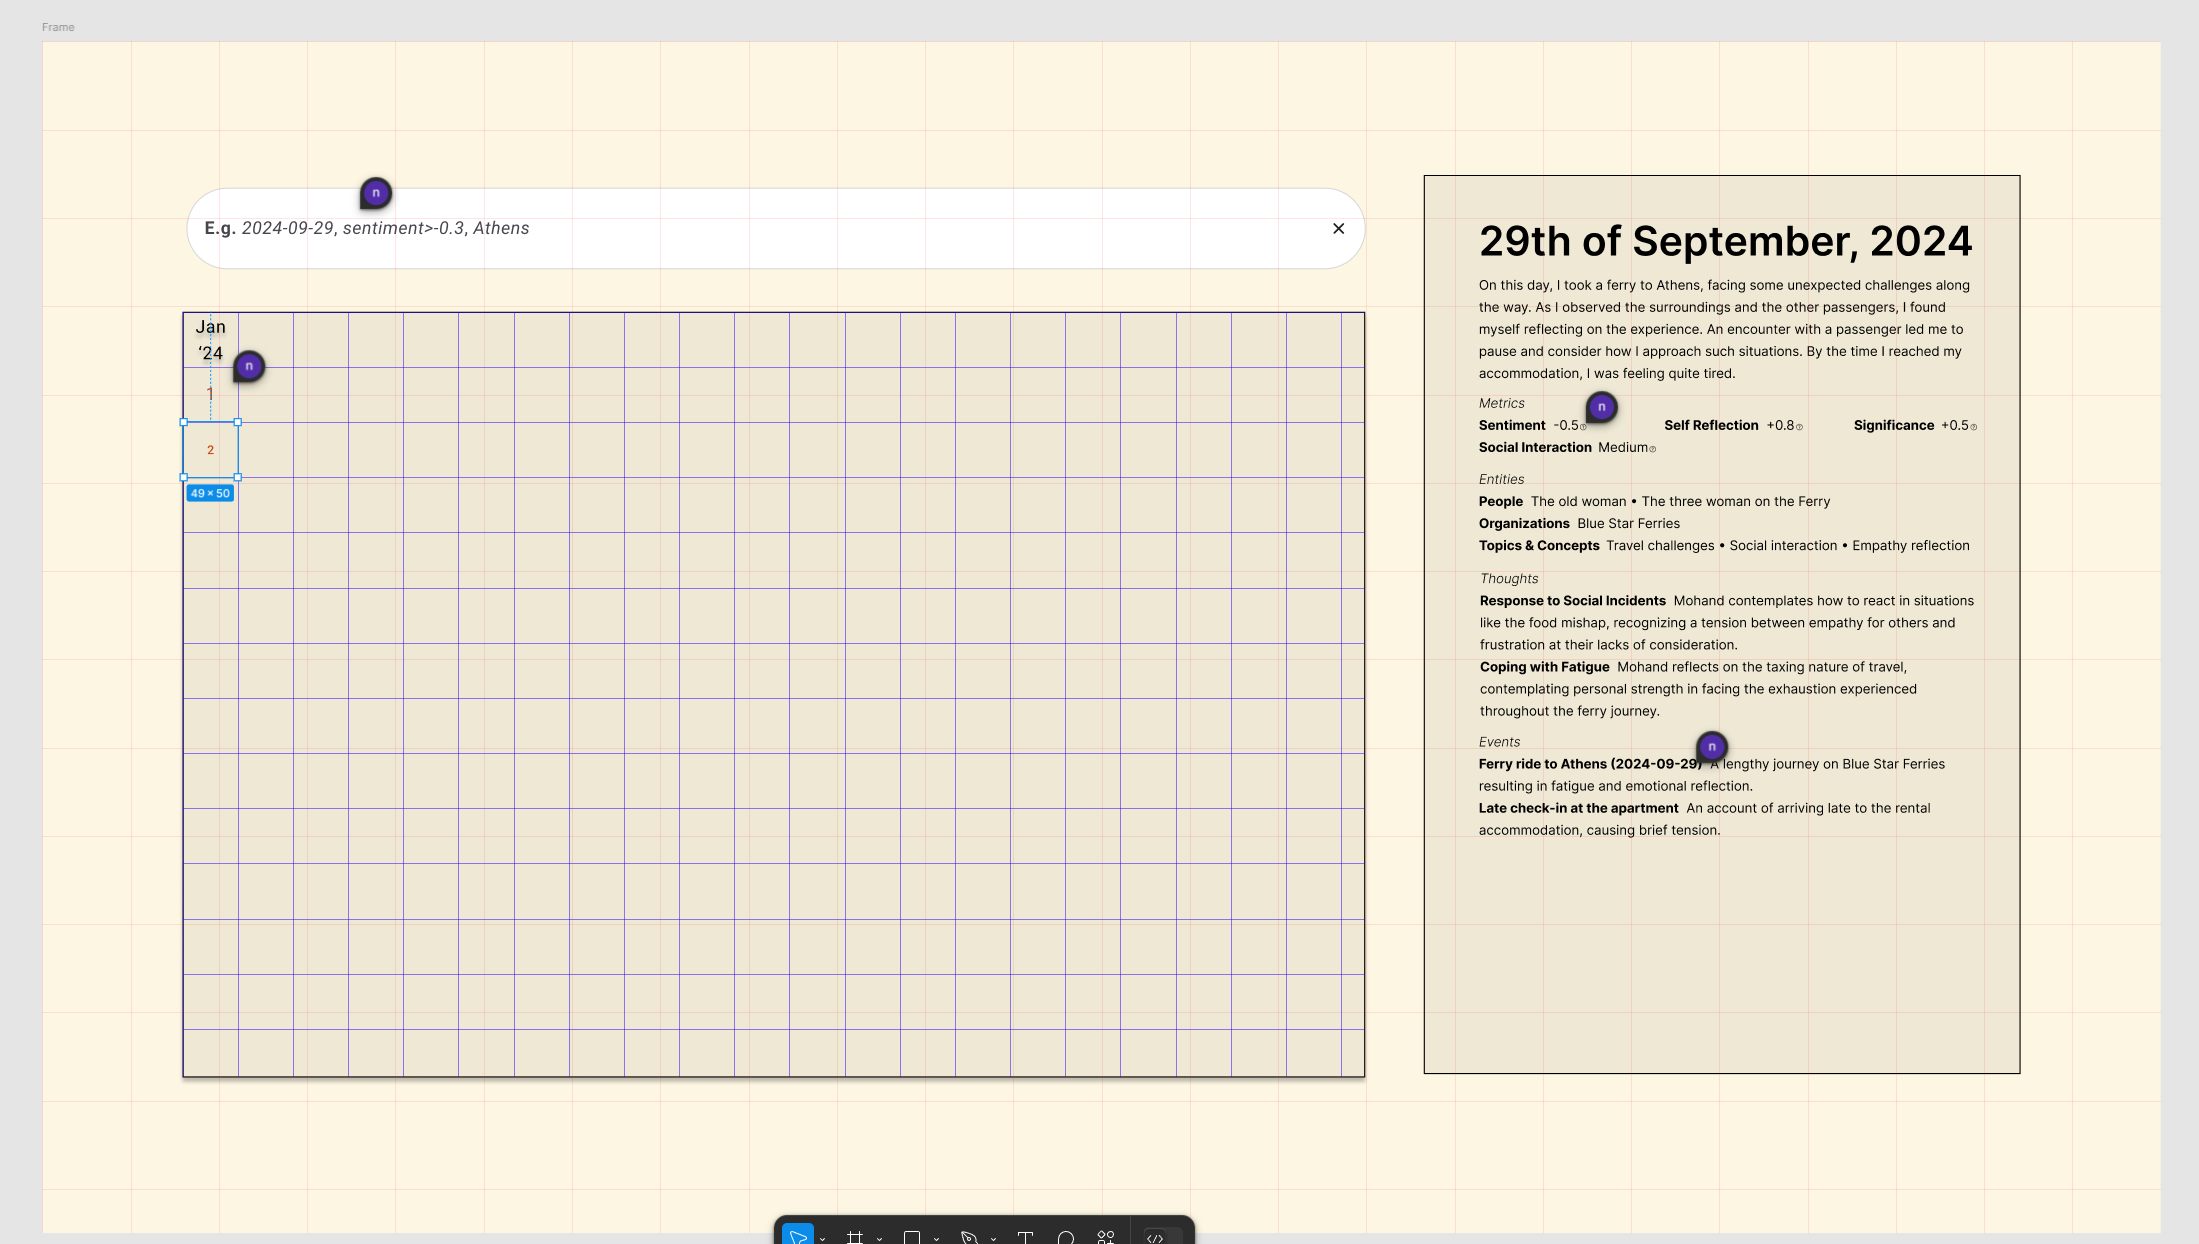 Frame
n
E.g. 2024-09-29, sentiment>-0.3, Athens
Jan
‘24
n
1
2
49 × 50
29th of September, 2024
On this day, I took a ferry to Athens, facing some unexpected challenges along
the way. As I observed the surroundings and the other passengers, I found
myself reflecting on the experience. An encounter with a passenger led me to
pause and consider how I approach such situations. By the time I reached my
accommodation, I was feeling quite tired.
Metrics
n
Sentiment -0.5 Self Reflection +0.8 Significance +0.5
Social Interaction Medium
Entities
People The old woman • The three woman on the Ferry
Organizations Blue Star Ferries
Topics & Concepts Travel challenges • Social interaction • Empathy reflection
Thoughts
Response to Social Incidents Mohand contemplates how to react in situations
like the food mishap, recognizing a tension between empathy for others and
frustration at their lacks of consideration.
Coping with Fatigue Mohand reflects on the taxing nature of travel,
contemplating personal strength in facing the exhaustion experienced
throughout the ferry journey.
Events
n
Ferry ride to Athens (2024-09-29) A lengthy journey on Blue Star Ferries
resulting in fatigue and emotional reflection.
Late check-in at the apartment An account of arriving late to the rental
accommodation, causing brief tension.